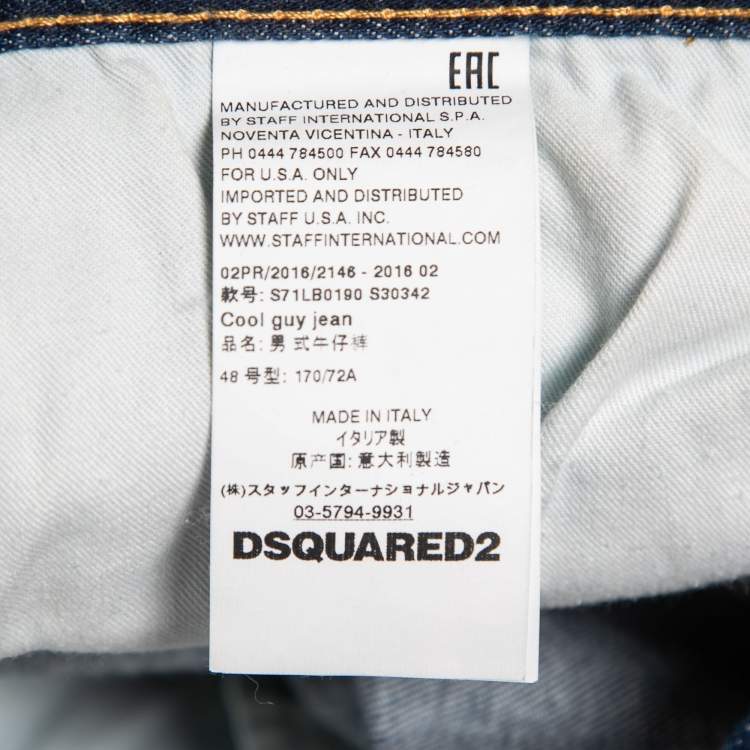 EAC
MANUFACTURED AND DISTRIBUTED
BY STAFF INTERNATIONAL S.P.A.
NOVENTA VICENTINA - ITALY
PH 0444 784500 FAX 0444 784580
FOR U.S.A. ONLY
IMPORTED AND DISTRIBUTED
BY STAFF U.S.A. INC.
WWW.STAFFINTERNATIONAL.COM
02PR/2016/2146 - 2016 02
款号: S71LB0190 S30342
Cool guy jean
品名: 男 式牛仔裤
48 号型: 170/72A
MADE IN ITALY
イタリア製
原产国: 意大利製造
(株)スタッフインターナショナルジャパン
03-5794-9931
DSQUARED2